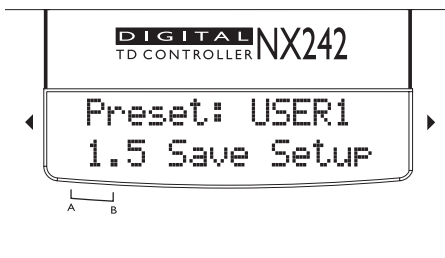 DIGITAL
TD CONTROLLER NX242
Preset: USER1
1.5 Save Setup
A B